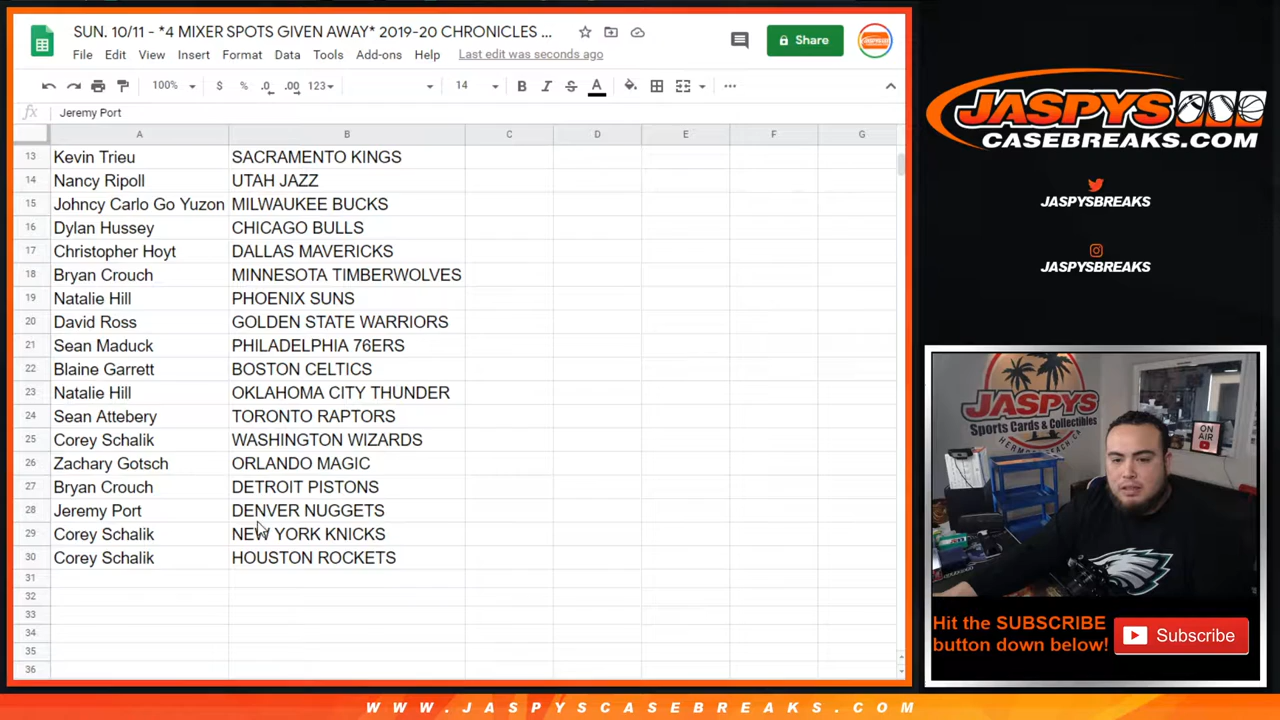 SUN. 10/11 - *4 MIXER SPOTS GIVEN AWAY* 2019-20 CHRONICLES ...
File Edit View Insert Format Data Tools Add-ons Help Last edit was seconds ago
Share
100% $ % .0 .00 123 14 B I S A ...
fx Jeremy Port
A B C D E F G
13 Kevin Trieu SACRAMENTO KINGS
14 Nancy Ripoll UTAH JAZZ
15 Johncy Carlo Go Yuzon MILWAUKEE BUCKS
16 Dylan Hussey CHICAGO BULLS
17 Christopher Hoyt DALLAS MAVERICKS
18 Bryan Crouch MINNESOTA TIMBERWOLVES
19 Natalie Hill PHOENIX SUNS
20 David Ross GOLDEN STATE WARRIORS
21 Sean Maduck PHILADELPHIA 76ERS
22 Blaine Garrett BOSTON CELTICS
23 Natalie Hill OKLAHOMA CITY THUNDER
24 Sean Attebery TORONTO RAPTORS
25 Corey Schalik WASHINGTON WIZARDS
26 Zachary Gotsch ORLANDO MAGIC
27 Bryan Crouch DETROIT PISTONS
28 Jeremy Port DENVER NUGGETS
29 Corey Schalik NEW YORK KNICKS
30 Corey Schalik HOUSTON ROCKETS
31
32
33
34
35
36
JASPYS
CASEBREAKS.COM
JASPYSBREAKS
JASPYSBREAKS
JASPYS
Sports Cards & Collectibles
HERMOSA BEACH CA
ON AIR
EAGLES
Hit the SUBSCRIBE
button down below!
Subscribe
WWW.JASPYSCASEBREAKS.COM